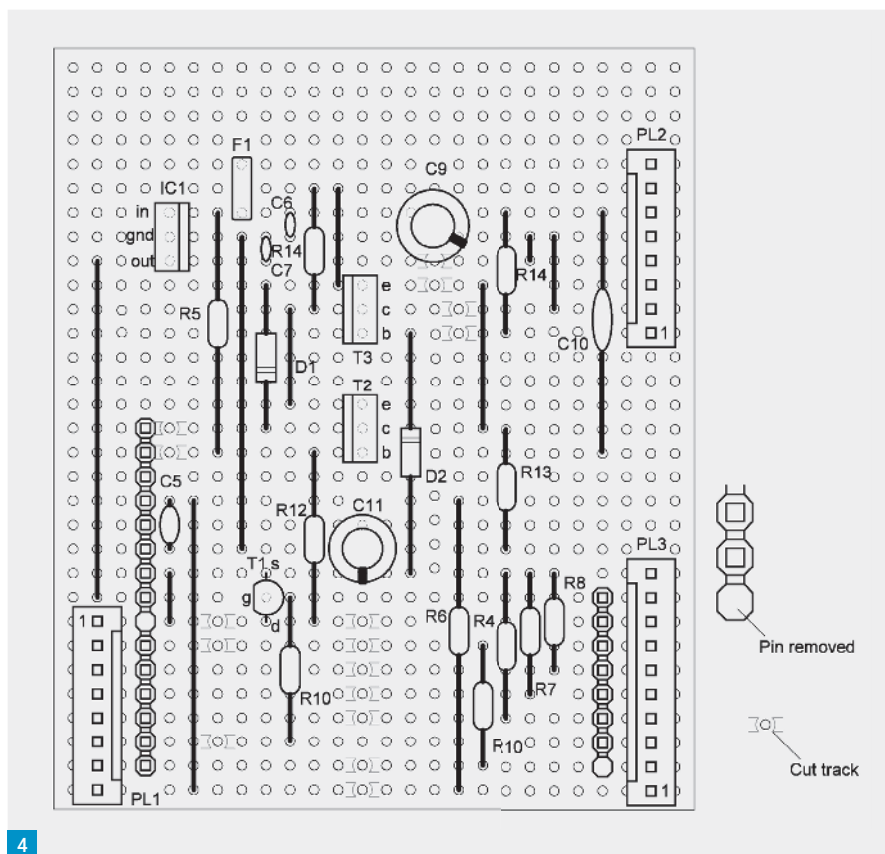 PL2
F1
C9
IC1
C6
in
gnd
R14
out
C7
R14
e
R5
c
C10
1
b
D1
T3
T2
e
c
b
D2
R13
C5
R12
C11
PL3
T1
s
R8
g
1
d
R6
R4
Pin removed
R10
R7
R10
Cut track
PL1
1
4